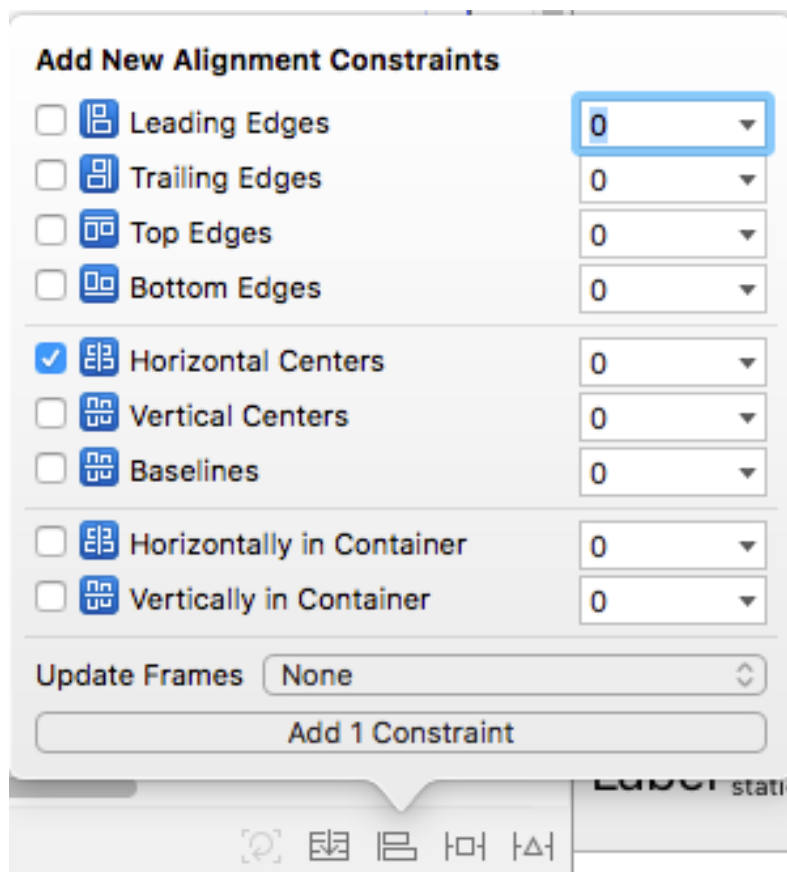 Add New Alignment Constraints
Leading Edges 0
Trailing Edges 0
Top Edges 0
Bottom Edges 0
Horizontal Centers 0
Vertical Centers 0
Baselines 0
Horizontally in Container 0
Vertically in Container 0
Update Frames None
Add 1 Constraint
Label